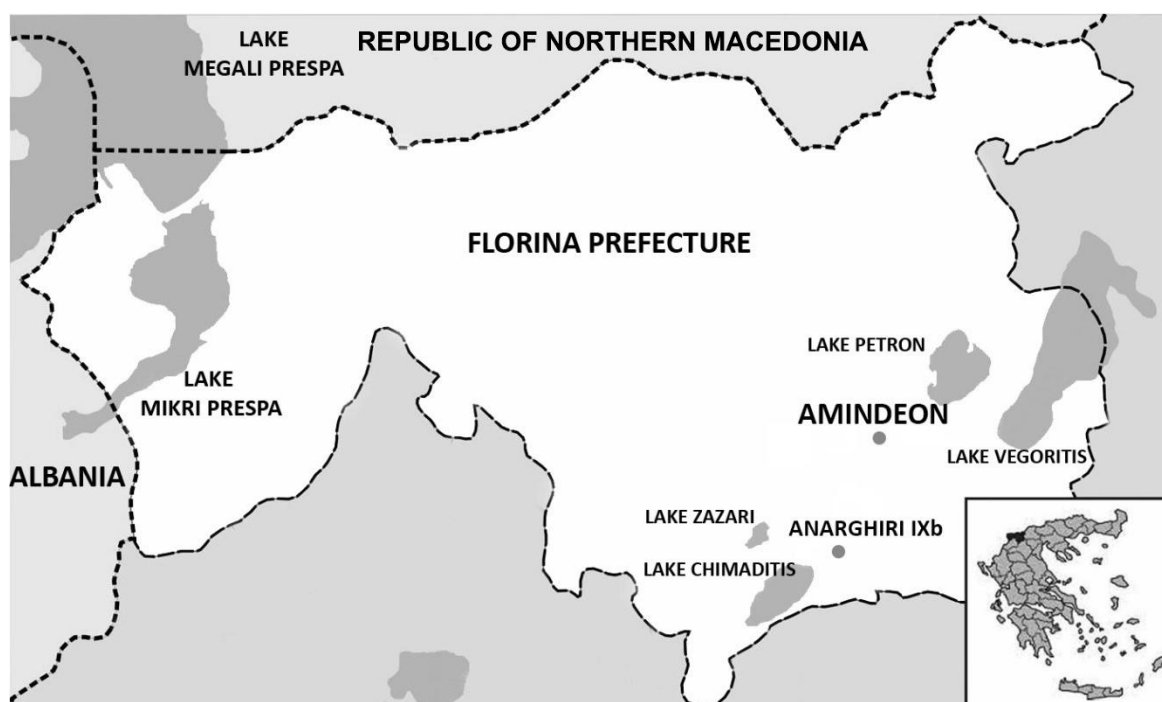 LAKE
MEGALI PRESPA
REPUBLIC OF NORTHERN MACEDONIA
FLORINA PREFECTURE
LAKE PETRON
LAKE
MIKRI PRESPA
AMINDEON
LAKE VEGORITIS
ALBANIA
LAKE ZAZARI
ANARGHIRI IXb
LAKE CHIMADITIS